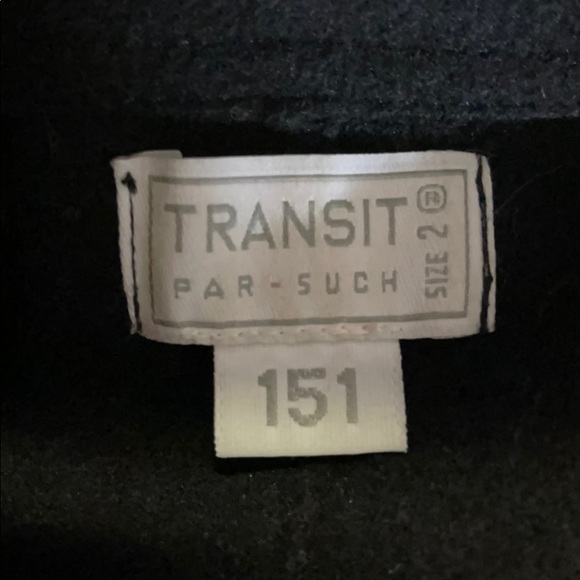 TRANSIT ®
PAR-SUCH
SIZE 2
151